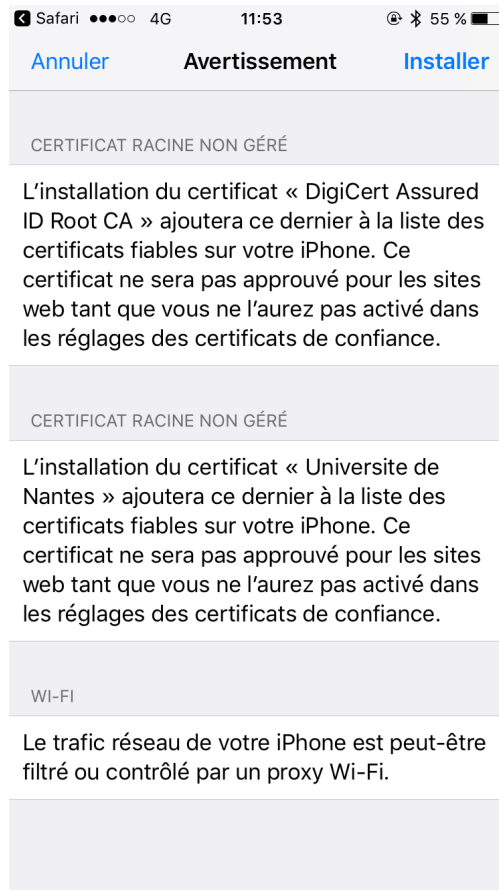 Safari 4G 11:53 55 %
Annuler Avertissement Installer
CERTIFICAT RACINE NON GÉRÉ
L’installation du certificat « DigiCert Assured
ID Root CA » ajoutera ce dernier à la liste des
certificats fiables sur votre iPhone. Ce
certificat ne sera pas approuvé pour les sites
web tant que vous ne l’aurez pas activé dans
les réglages des certificats de confiance.
CERTIFICAT RACINE NON GÉRÉ
L’installation du certificat « Universite de
Nantes » ajoutera ce dernier à la liste des
certificats fiables sur votre iPhone. Ce
certificat ne sera pas approuvé pour les sites
web tant que vous ne l’aurez pas activé dans
les réglages des certificats de confiance.
WI-FI
Le trafic réseau de votre iPhone est peut-être
filtré ou contrôlé par un proxy Wi-Fi.